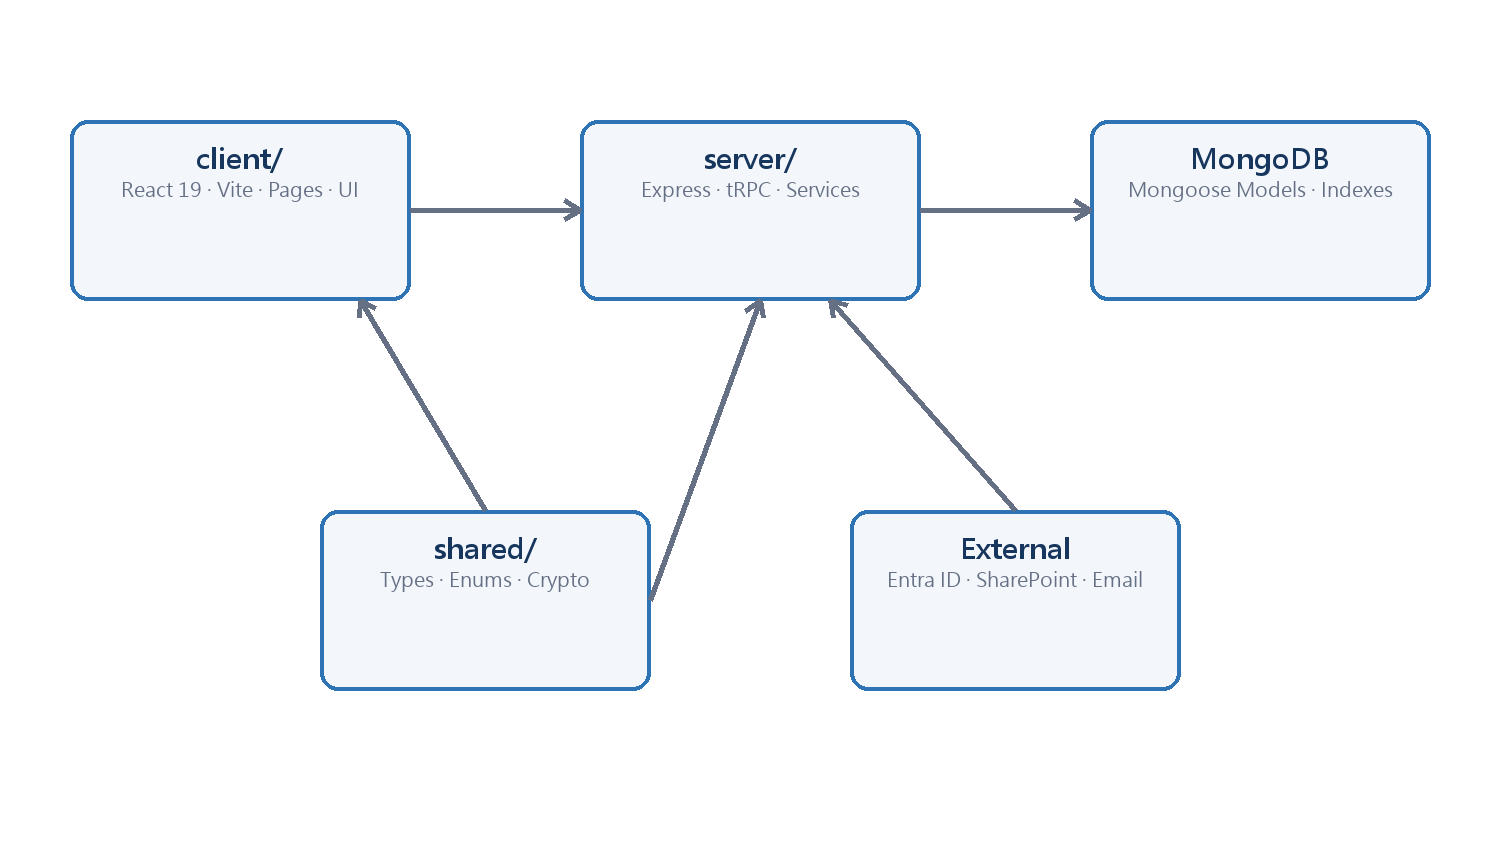 client/
React 19 · Vite · Pages · UI
server/
Express · tRPC · Services
MongoDB
Mongoose Models · Indexes
shared/
Types · Enums · Crypto
External
Entra ID · SharePoint · Email